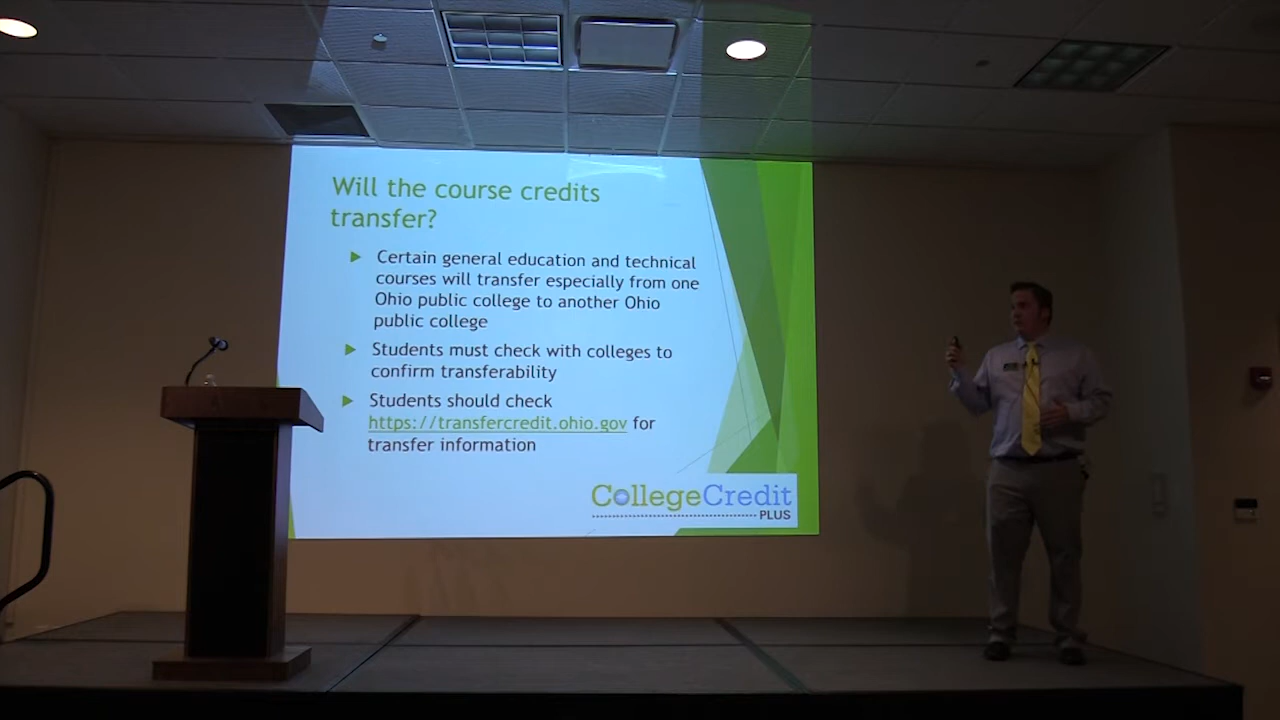 Will the course credits
transfer?
Certain general education and technical
courses will transfer especially from one
Ohio public college to another Ohio
public college
Students must check with colleges to
confirm transferability
Students should check
https://transfercredit.ohio.gov for
transfer information
CollegeCredit
PLUS